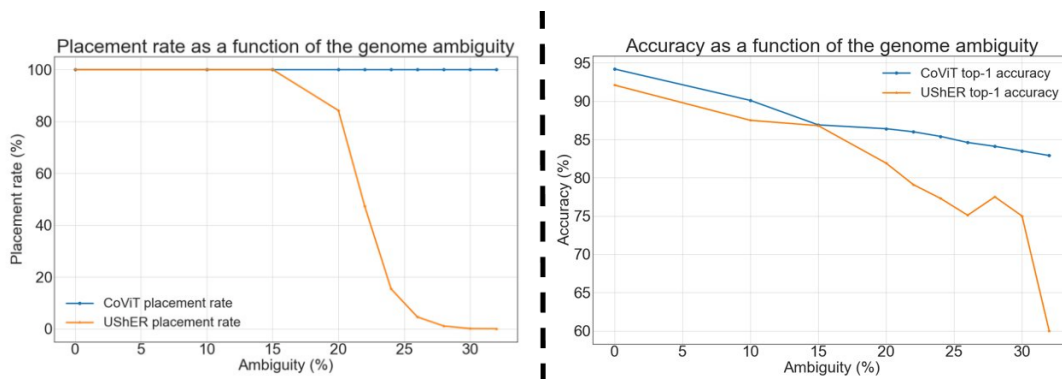 Placement rate as a function of the genome ambiguity
100
80
60
40
20
0
Placement rate (%)
CoViT placement rate
UShER placement rate
0 5 10 15 20 25 30
Ambiguity (%)
Accuracy as a function of the genome ambiguity
95
90
85
80
75
70
65
60
Accuracy (%)
CoViT top-1 accuracy
UShER top-1 accuracy
0 5 10 15 20 25 30
Ambiguity (%)